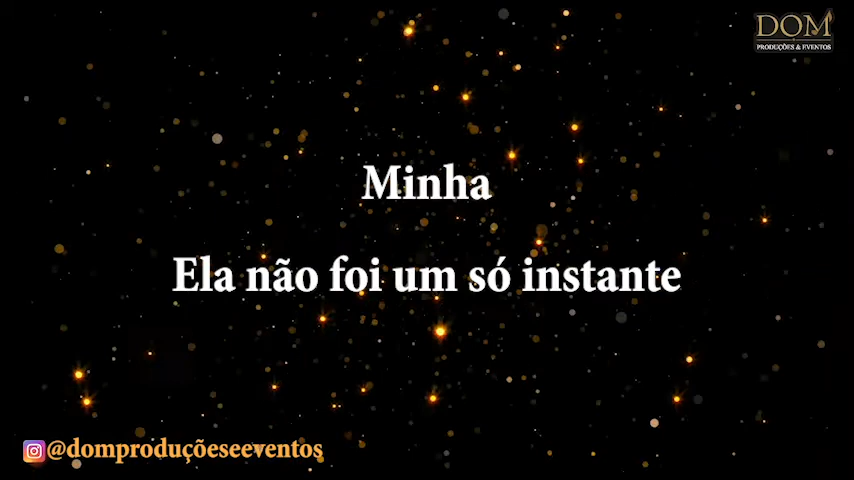 DOM
PRODUÇÕES & EVENTOS
Minha
Ela não foi um só instante
@domproduçõeseeventos